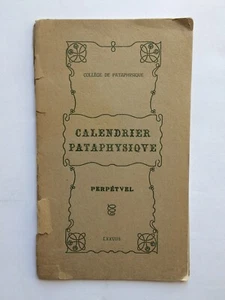 COLLÈGE DE PATAPHYSIQUE
CALENDRIER
PATAPHYSIQVE
PERPÉTVEL